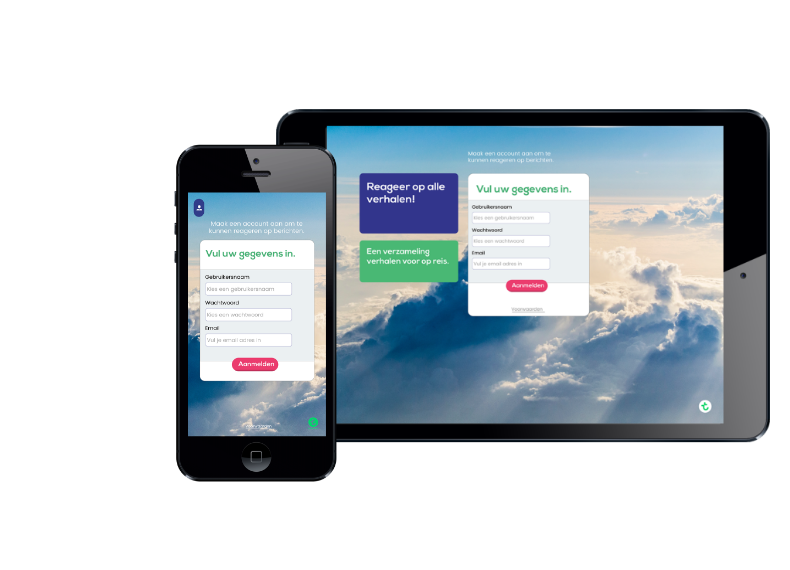 Maak een account aan om te
kunnen reageren op berichten.
Vul uw gegevens in.
Gebruikersnaam
Kies een gebruikersnaam
Wachtwoord
Kies een wachtwoord
Email
Vul je email adres in
Aanmelden
Reageer op alle
verhalen!
Een verzameling
verhalen voor op reis.
Maak een account aan om te
kunnen reageren op berichten.
Vul uw gegevens in.
Gebruikersnaam
Kies een gebruikersnaam
Wachtwoord
Kies een wachtwoord
Email
Vul je email adres in
Aanmelden
Voorwaarden